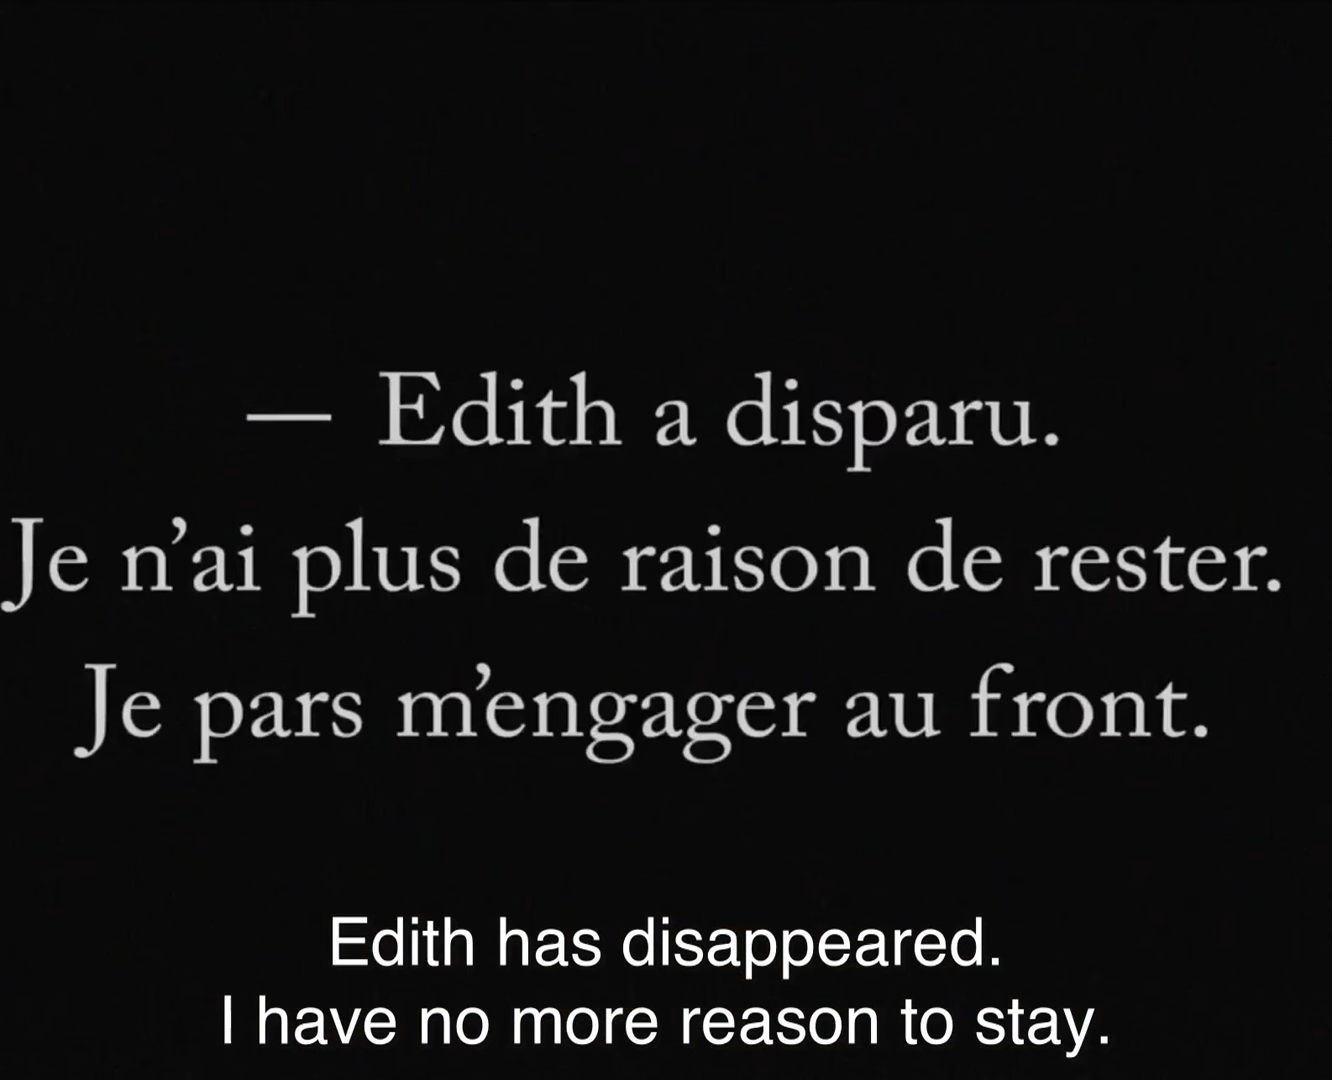 — Edith a disparu.
Je n’ai plus de raison de rester.
Je pars m’engager au front.
Edith has disappeared.
I have no more reason to stay.